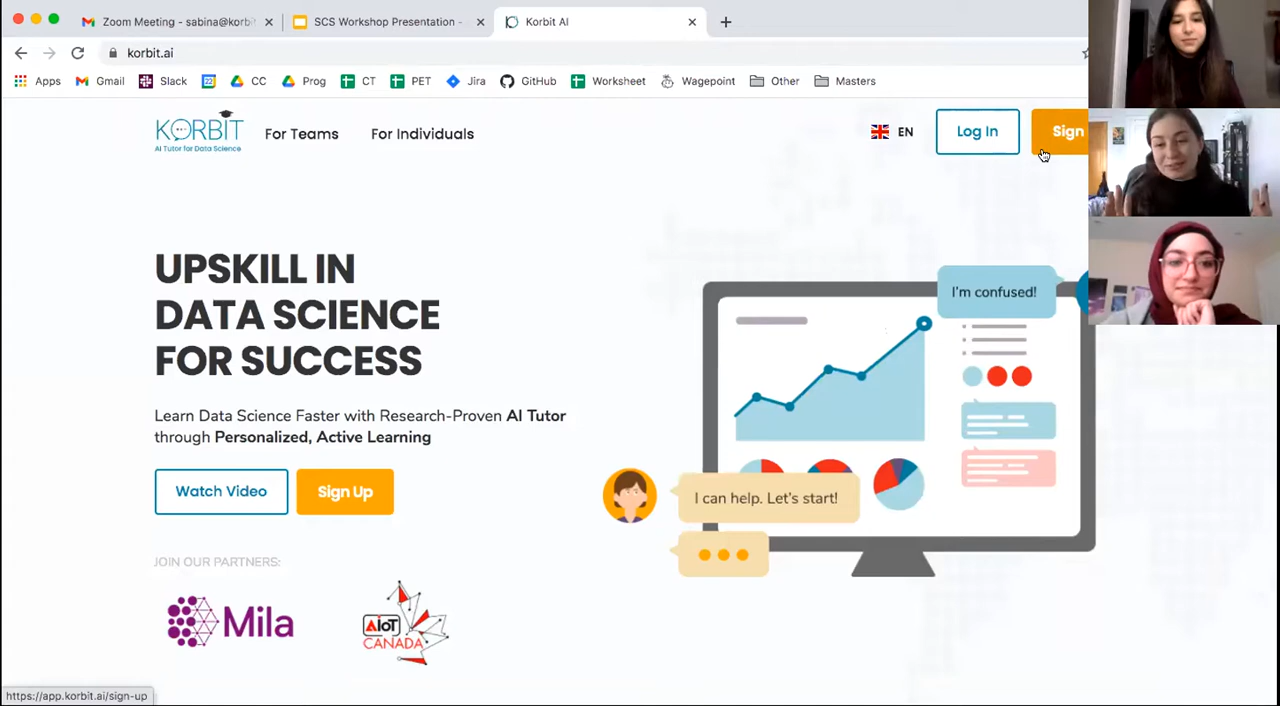 Zoom Meeting - sabina@korbit
SCS Workshop Presentation -
Korbit AI
korbit.ai
Apps
Gmail
Slack
CC
Prog
CT
PET
Jira
GitHub
Worksheet
Wagepoint
Other
Masters
KORBIT
AI Tutor for Data Science
For Teams
For Individuals
EN
Log In
Sign
UPSKILL IN
DATA SCIENCE
FOR SUCCESS
I'm confused!
Learn Data Science Faster with Research-Proven AI Tutor
through Personalized, Active Learning
Watch Video
Sign Up
I can help. Let's start!
JOIN OUR PARTNERS:
Mila
AIoT
CANADA
https://app.korbit.ai/sign-up